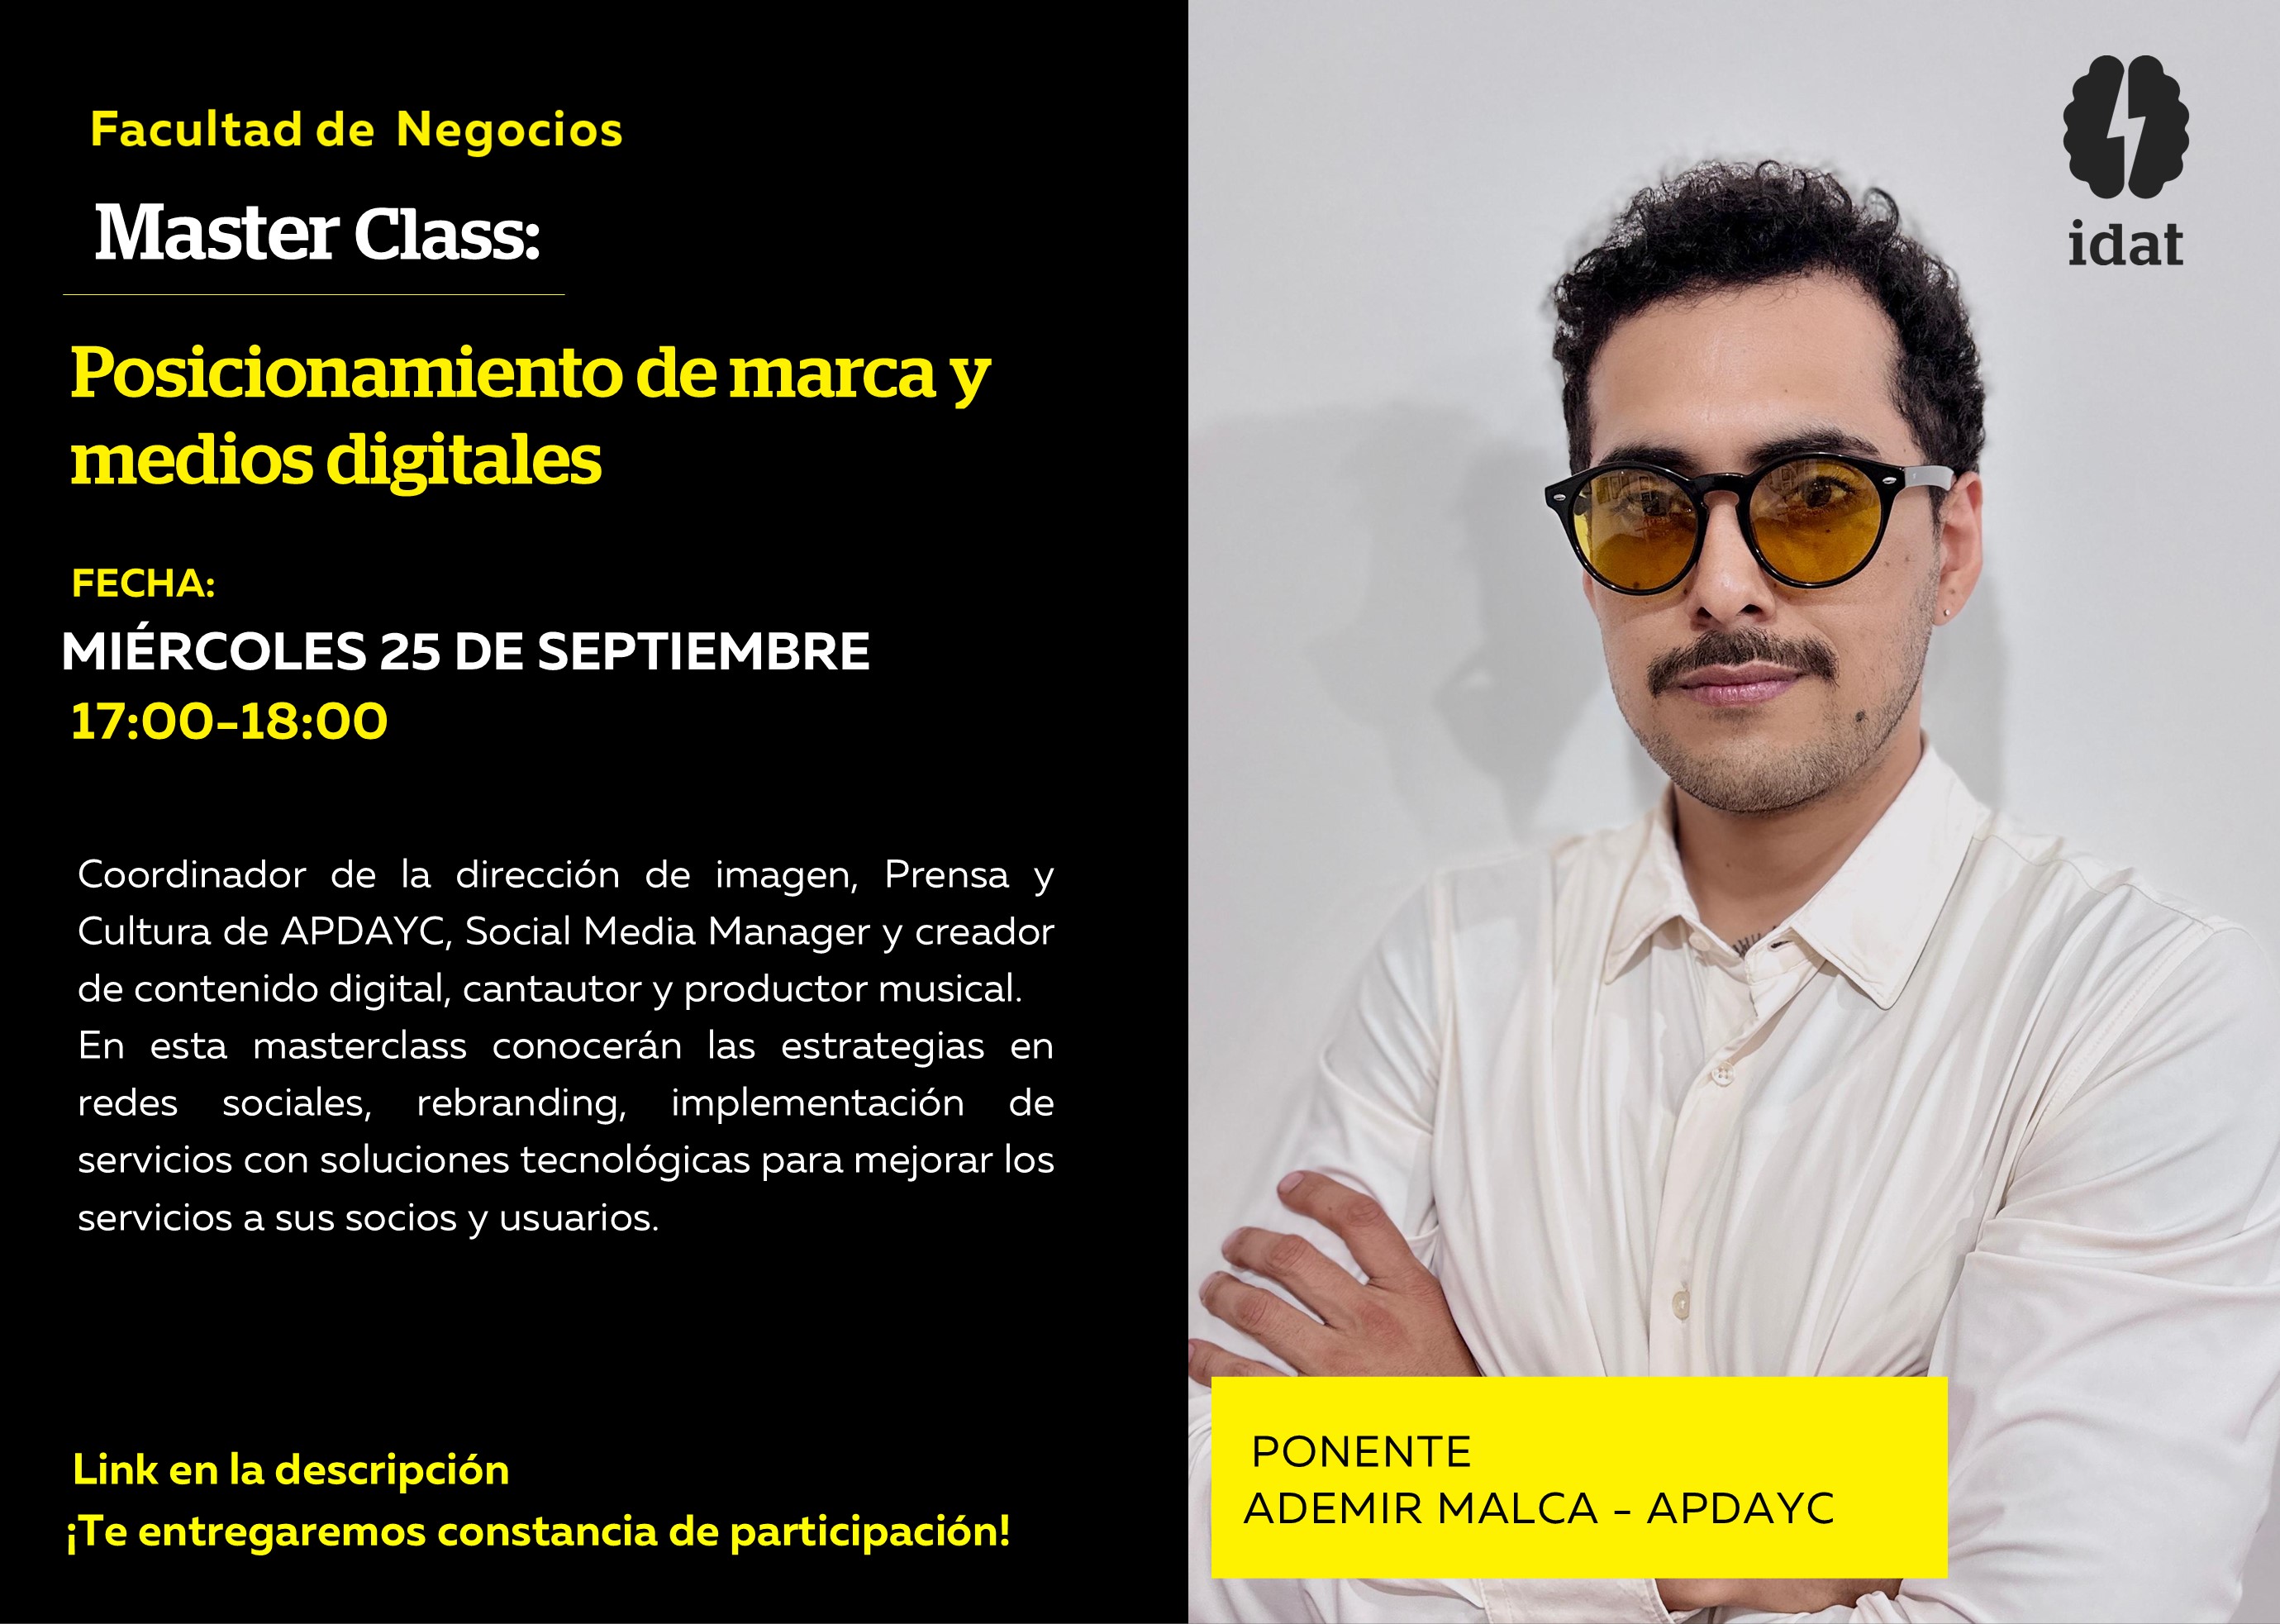 Facultad de Negocios
Master Class:
Posicionamiento de marca y
medios digitales
FECHA:
MIÉRCOLES 25 DE SEPTIEMBRE
17:00-18:00
Coordinador de la dirección de imagen, Prensa y
Cultura de APDAYC, Social Media Manager y creador
de contenido digital, cantautor y productor musical.
En esta masterclass conocerán las estrategias en
redes sociales, rebranding, implementación de
servicios con soluciones tecnológicas para mejorar los
servicios a sus socios y usuarios.
Link en la descripción
¡Te entregaremos constancia de participación!
idat
PONENTE
ADEMIR MALCA - APDAYC